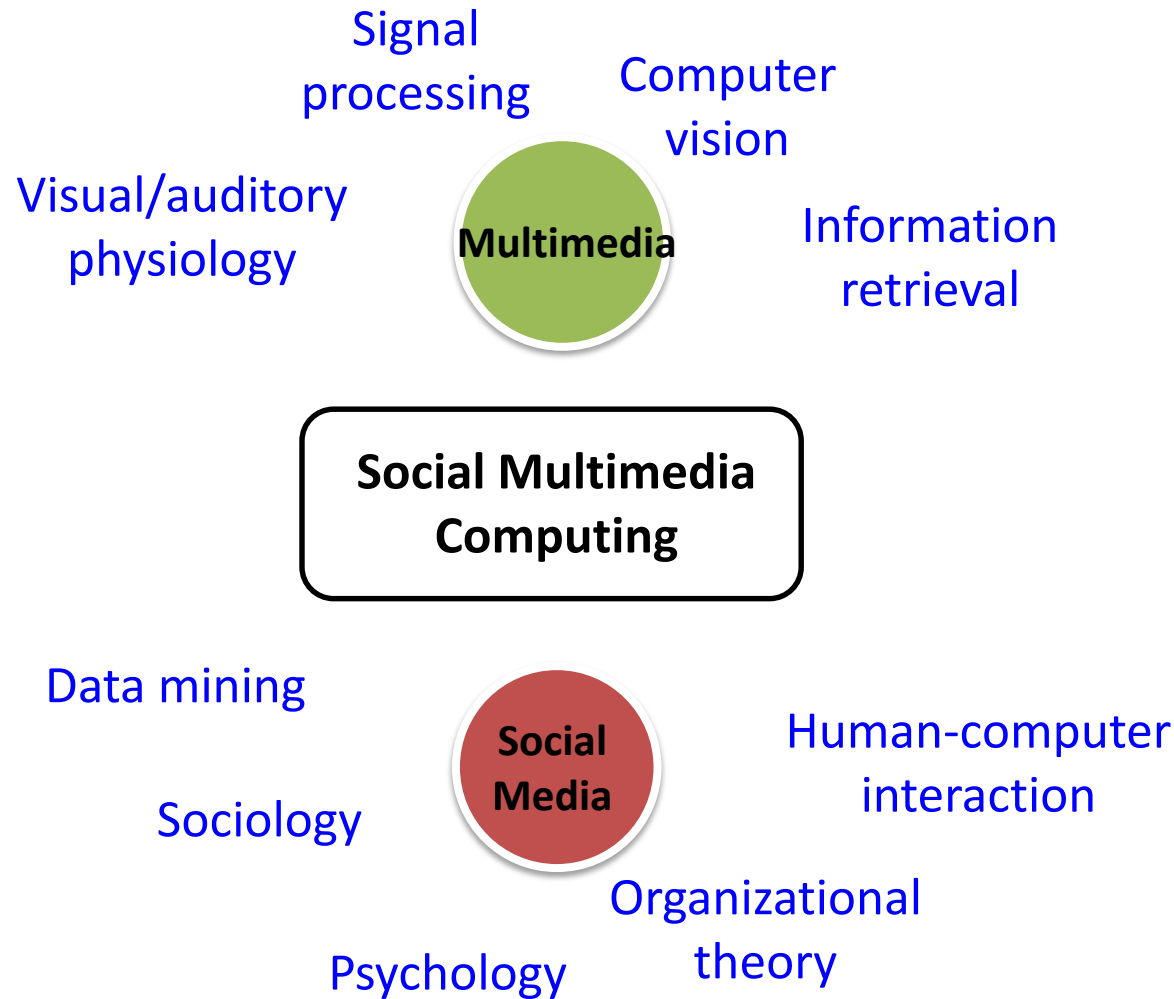 Signal
processing
Computer
vision
Visual/auditory
physiology
Multimedia
Information
retrieval
Social Multimedia
Computing
Data mining
Social
Media
Human-computer
interaction
Sociology
Organizational
theory
Psychology